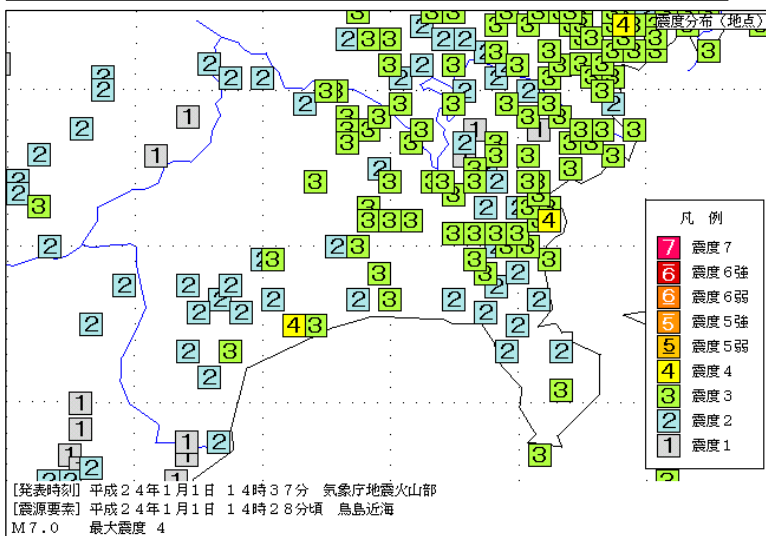 震度分布（地点）
凡 例
7 震度７
6 震度６強
6 震度６弱
5 震度５強
5 震度５弱
4 震度４
3 震度３
2 震度２
1 震度１
[発表時刻] 平成２４年１月１日 １４時３７分 気象庁地震火山部
[震源要素] 平成２４年１月１日 １４時２８分頃 鳥島近海
Ｍ７.０ 最大震度 ４